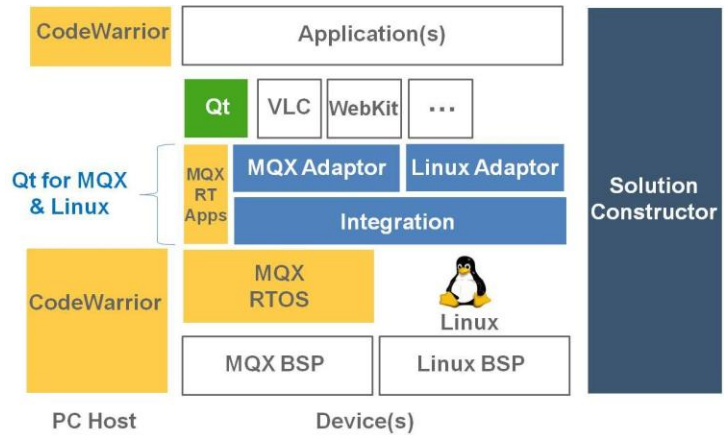 CodeWarrior
Application(s)
Qt
VLC
WebKit
...
Qt for MQX
& Linux
MQX
RT
Apps
MQX Adaptor
Linux Adaptor
Integration
Solution
Constructor
CodeWarrior
MQX
RTOS
Linux
MQX BSP
Linux BSP
PC Host
Device(s)